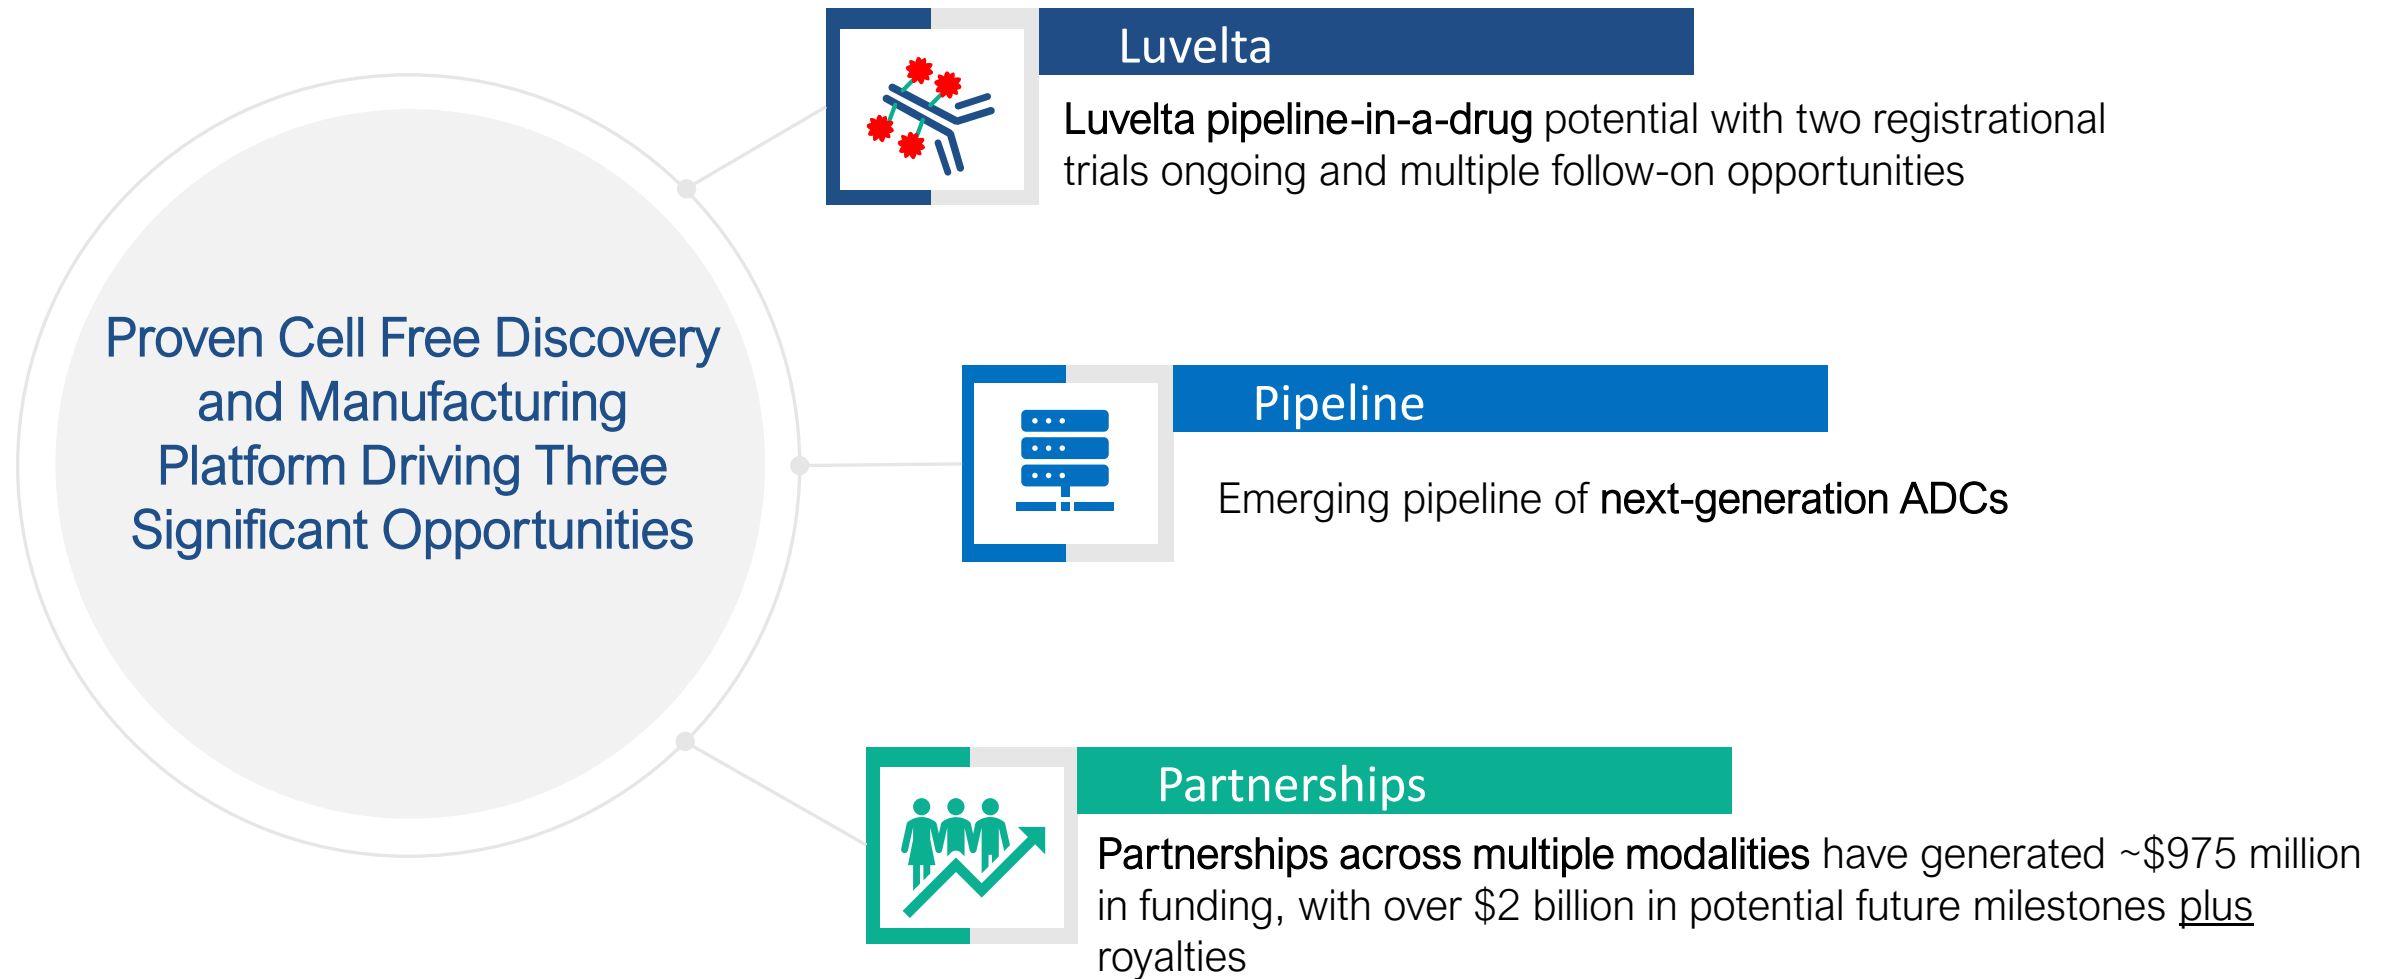 Proven Cell Free Discovery
and Manufacturing
Platform Driving Three
Significant Opportunities
Luvelta
Luvelta pipeline-in-a-drug potential with two registrational
trials ongoing and multiple follow-on opportunities
Pipeline
Emerging pipeline of next-generation ADCs
Partnerships
Partnerships across multiple modalities have generated ~$975 million
in funding, with over $2 billion in potential future milestones plus
royalties